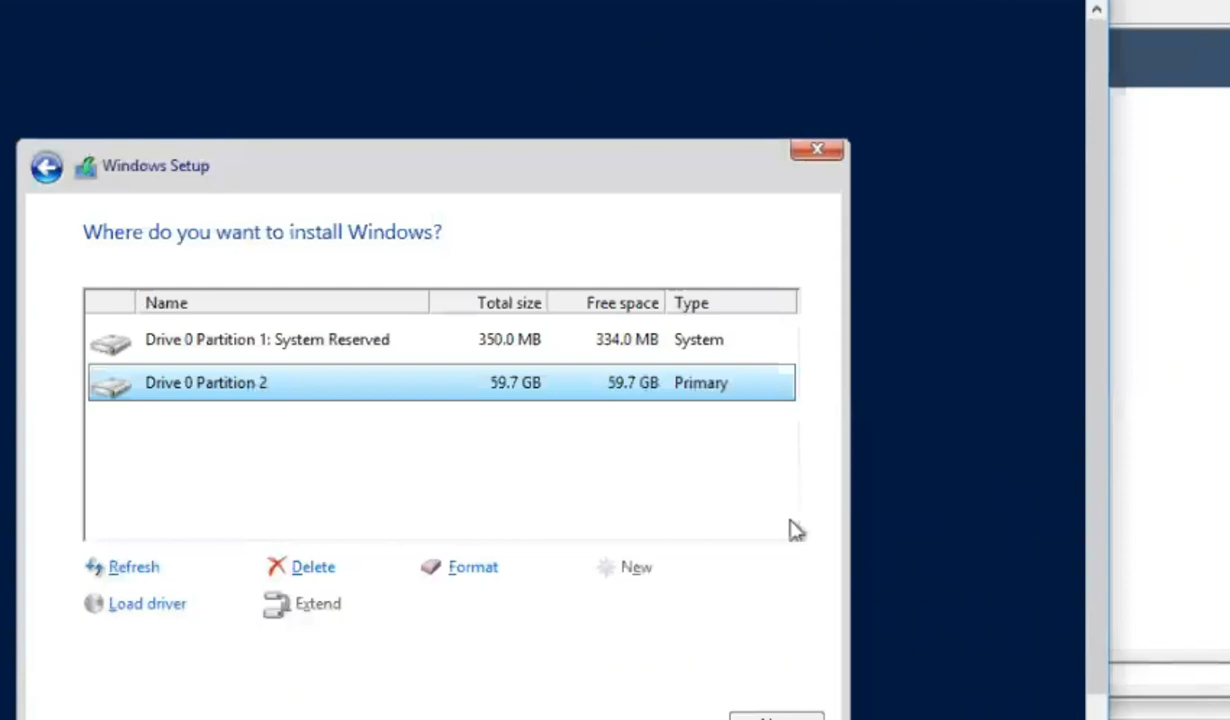 Windows Setup
Where do you want to install Windows?
Name Total size Free space Type
Drive 0 Partition 1: System Reserved 350.0 MB 334.0 MB System
Drive 0 Partition 2 59.7 GB 59.7 GB Primary
Refresh Delete Format New
Load driver Extend